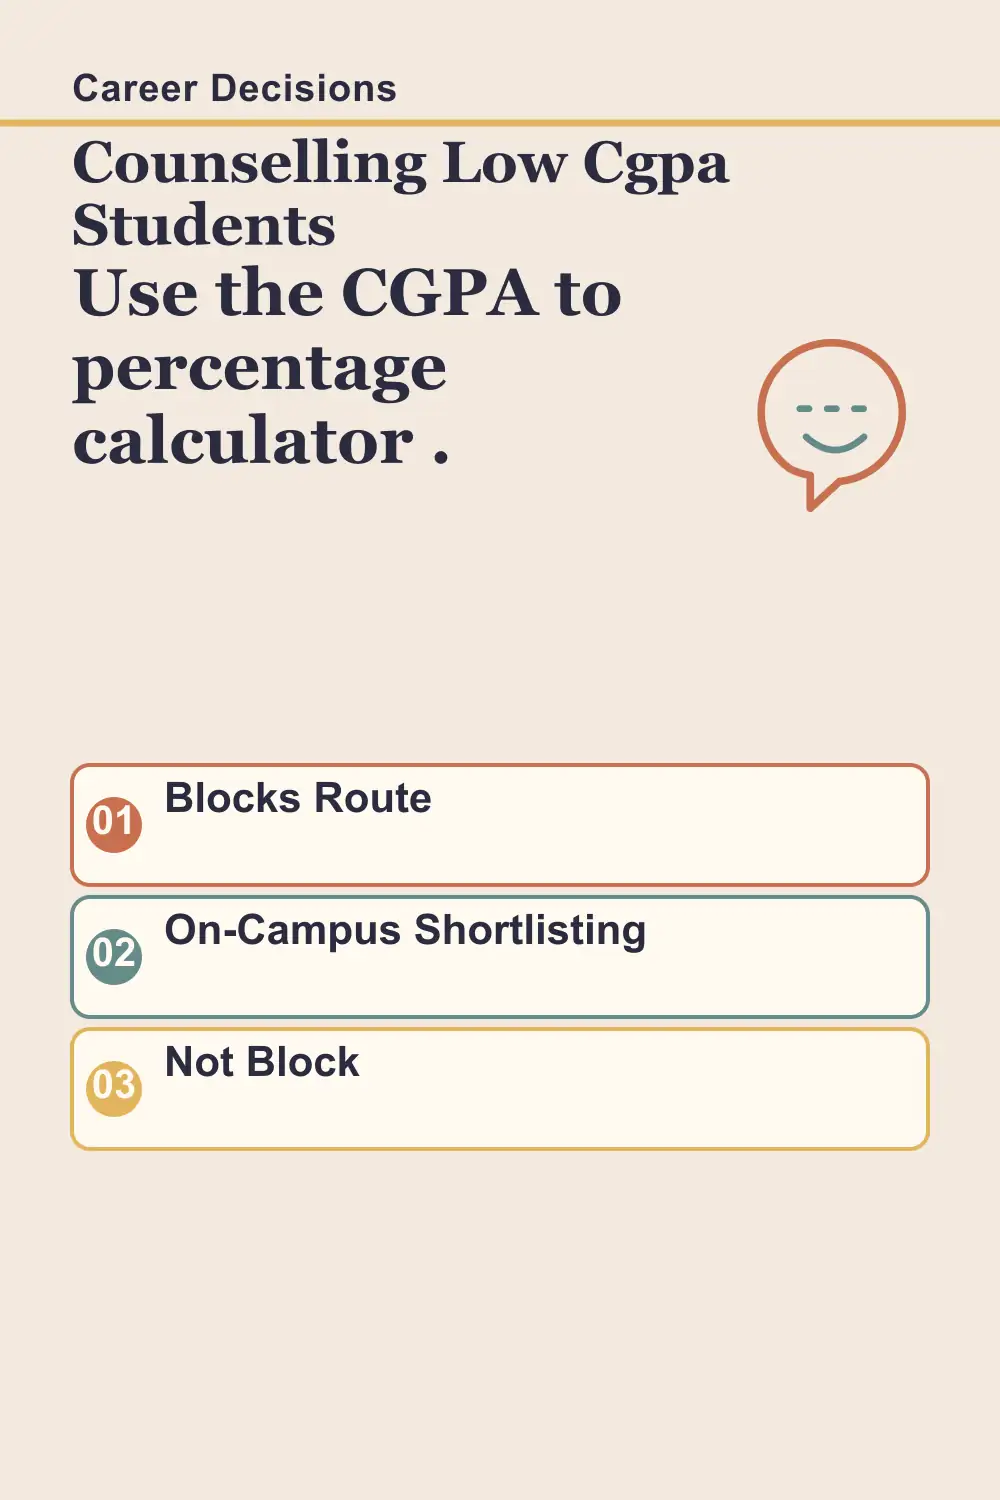 Career Decisions
Counselling Low Cgpa
Students
Use the CGPA to
percentage
calculator .
01 Blocks Route
02 On-Campus Shortlisting
03 Not Block